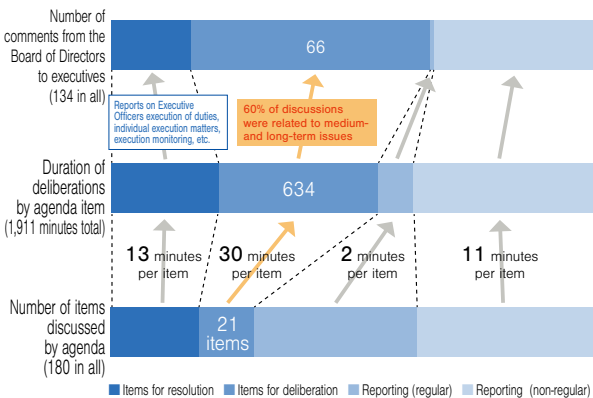 Number of
comments from the
Board of Directors
to executives
(134 in all)
66
Reports on Executive
Officers execution of duties,
individual execution matters,
execution monitoring, etc.
60% of discussions
were related to medium-
and long-term issues
Duration of
deliberations
by agenda item
(1,911 minutes total)
634
13 minutes
per item
30 minutes
per item
2 minutes
per item
11 minutes
per item
Number of items
discussed
by agenda
(180 in all)
21
items
Items for resolution
Items for deliberation
Reporting (regular)
Reporting (non-regular)